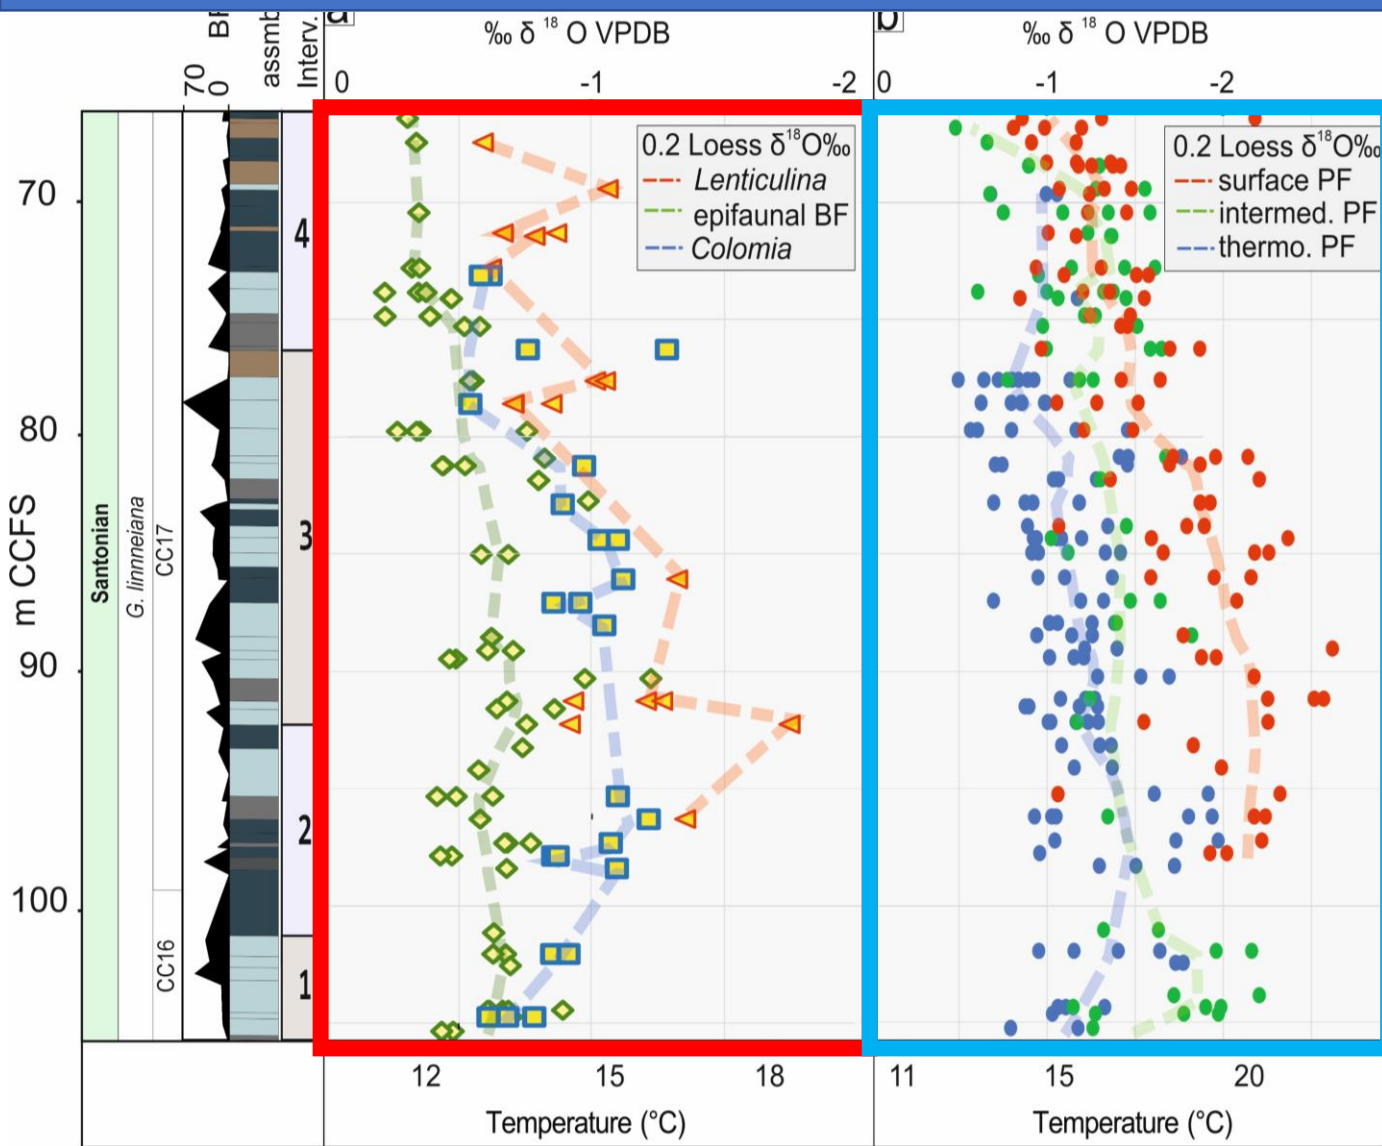 70
0
assmb
Interv.
a
b
‰ δ 18 O VPDB
‰ δ 18 O VPDB
0 -1 -2
0 -1 -2
0.2 Loess δ18O‰
Lenticulina
epifaunal BF
Colomia
0.2 Loess δ18O‰
surface PF
intermed. PF
thermo. PF
m CCFS
70
80
90
100
Santonian
G. linneiana
CC17
CC16
4
3
2
1
12 15 18
11 15 20
Temperature (°C)
Temperature (°C)